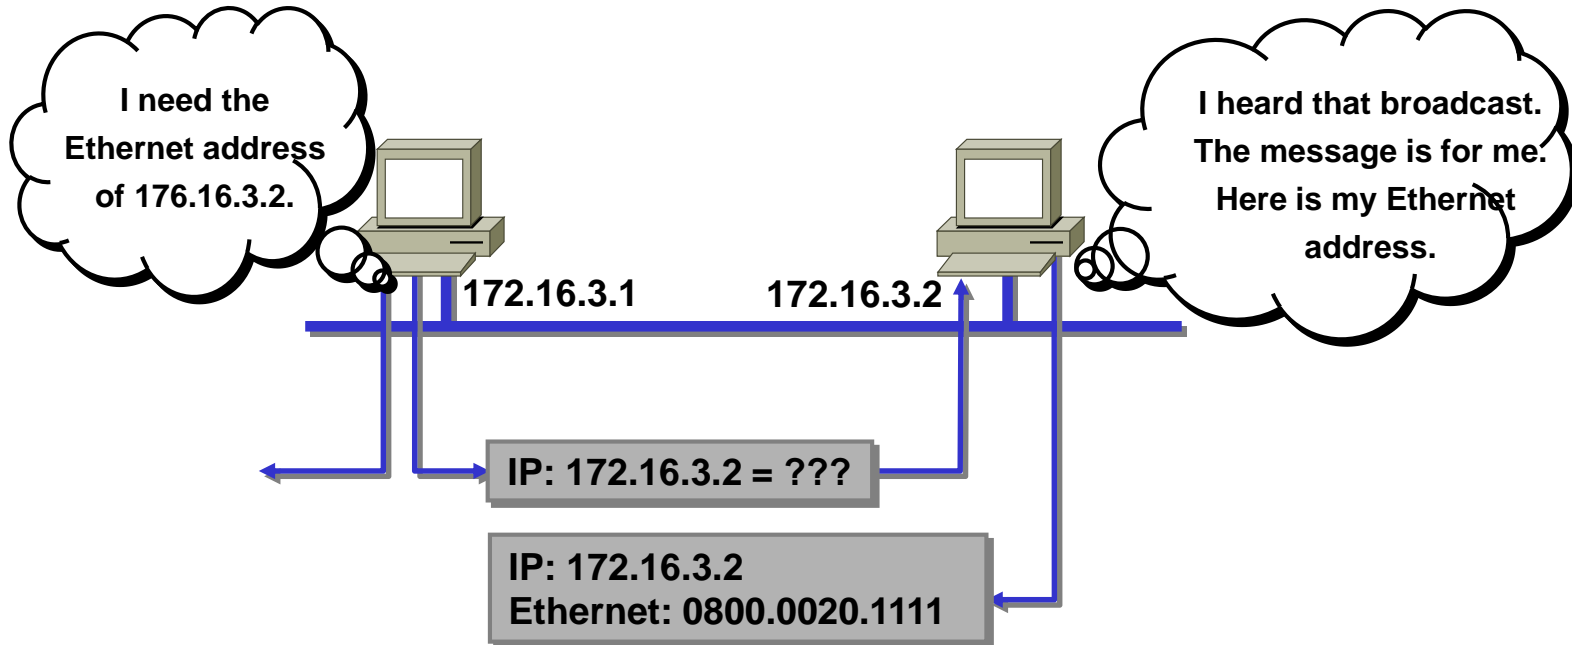 I need the
Ethernet address
of 176.16.3.2.
I heard that broadcast.
The message is for me.
Here is my Ethernet
address.
172.16.3.1
172.16.3.2
IP: 172.16.3.2 = ???
IP: 172.16.3.2
Ethernet: 0800.0020.1111